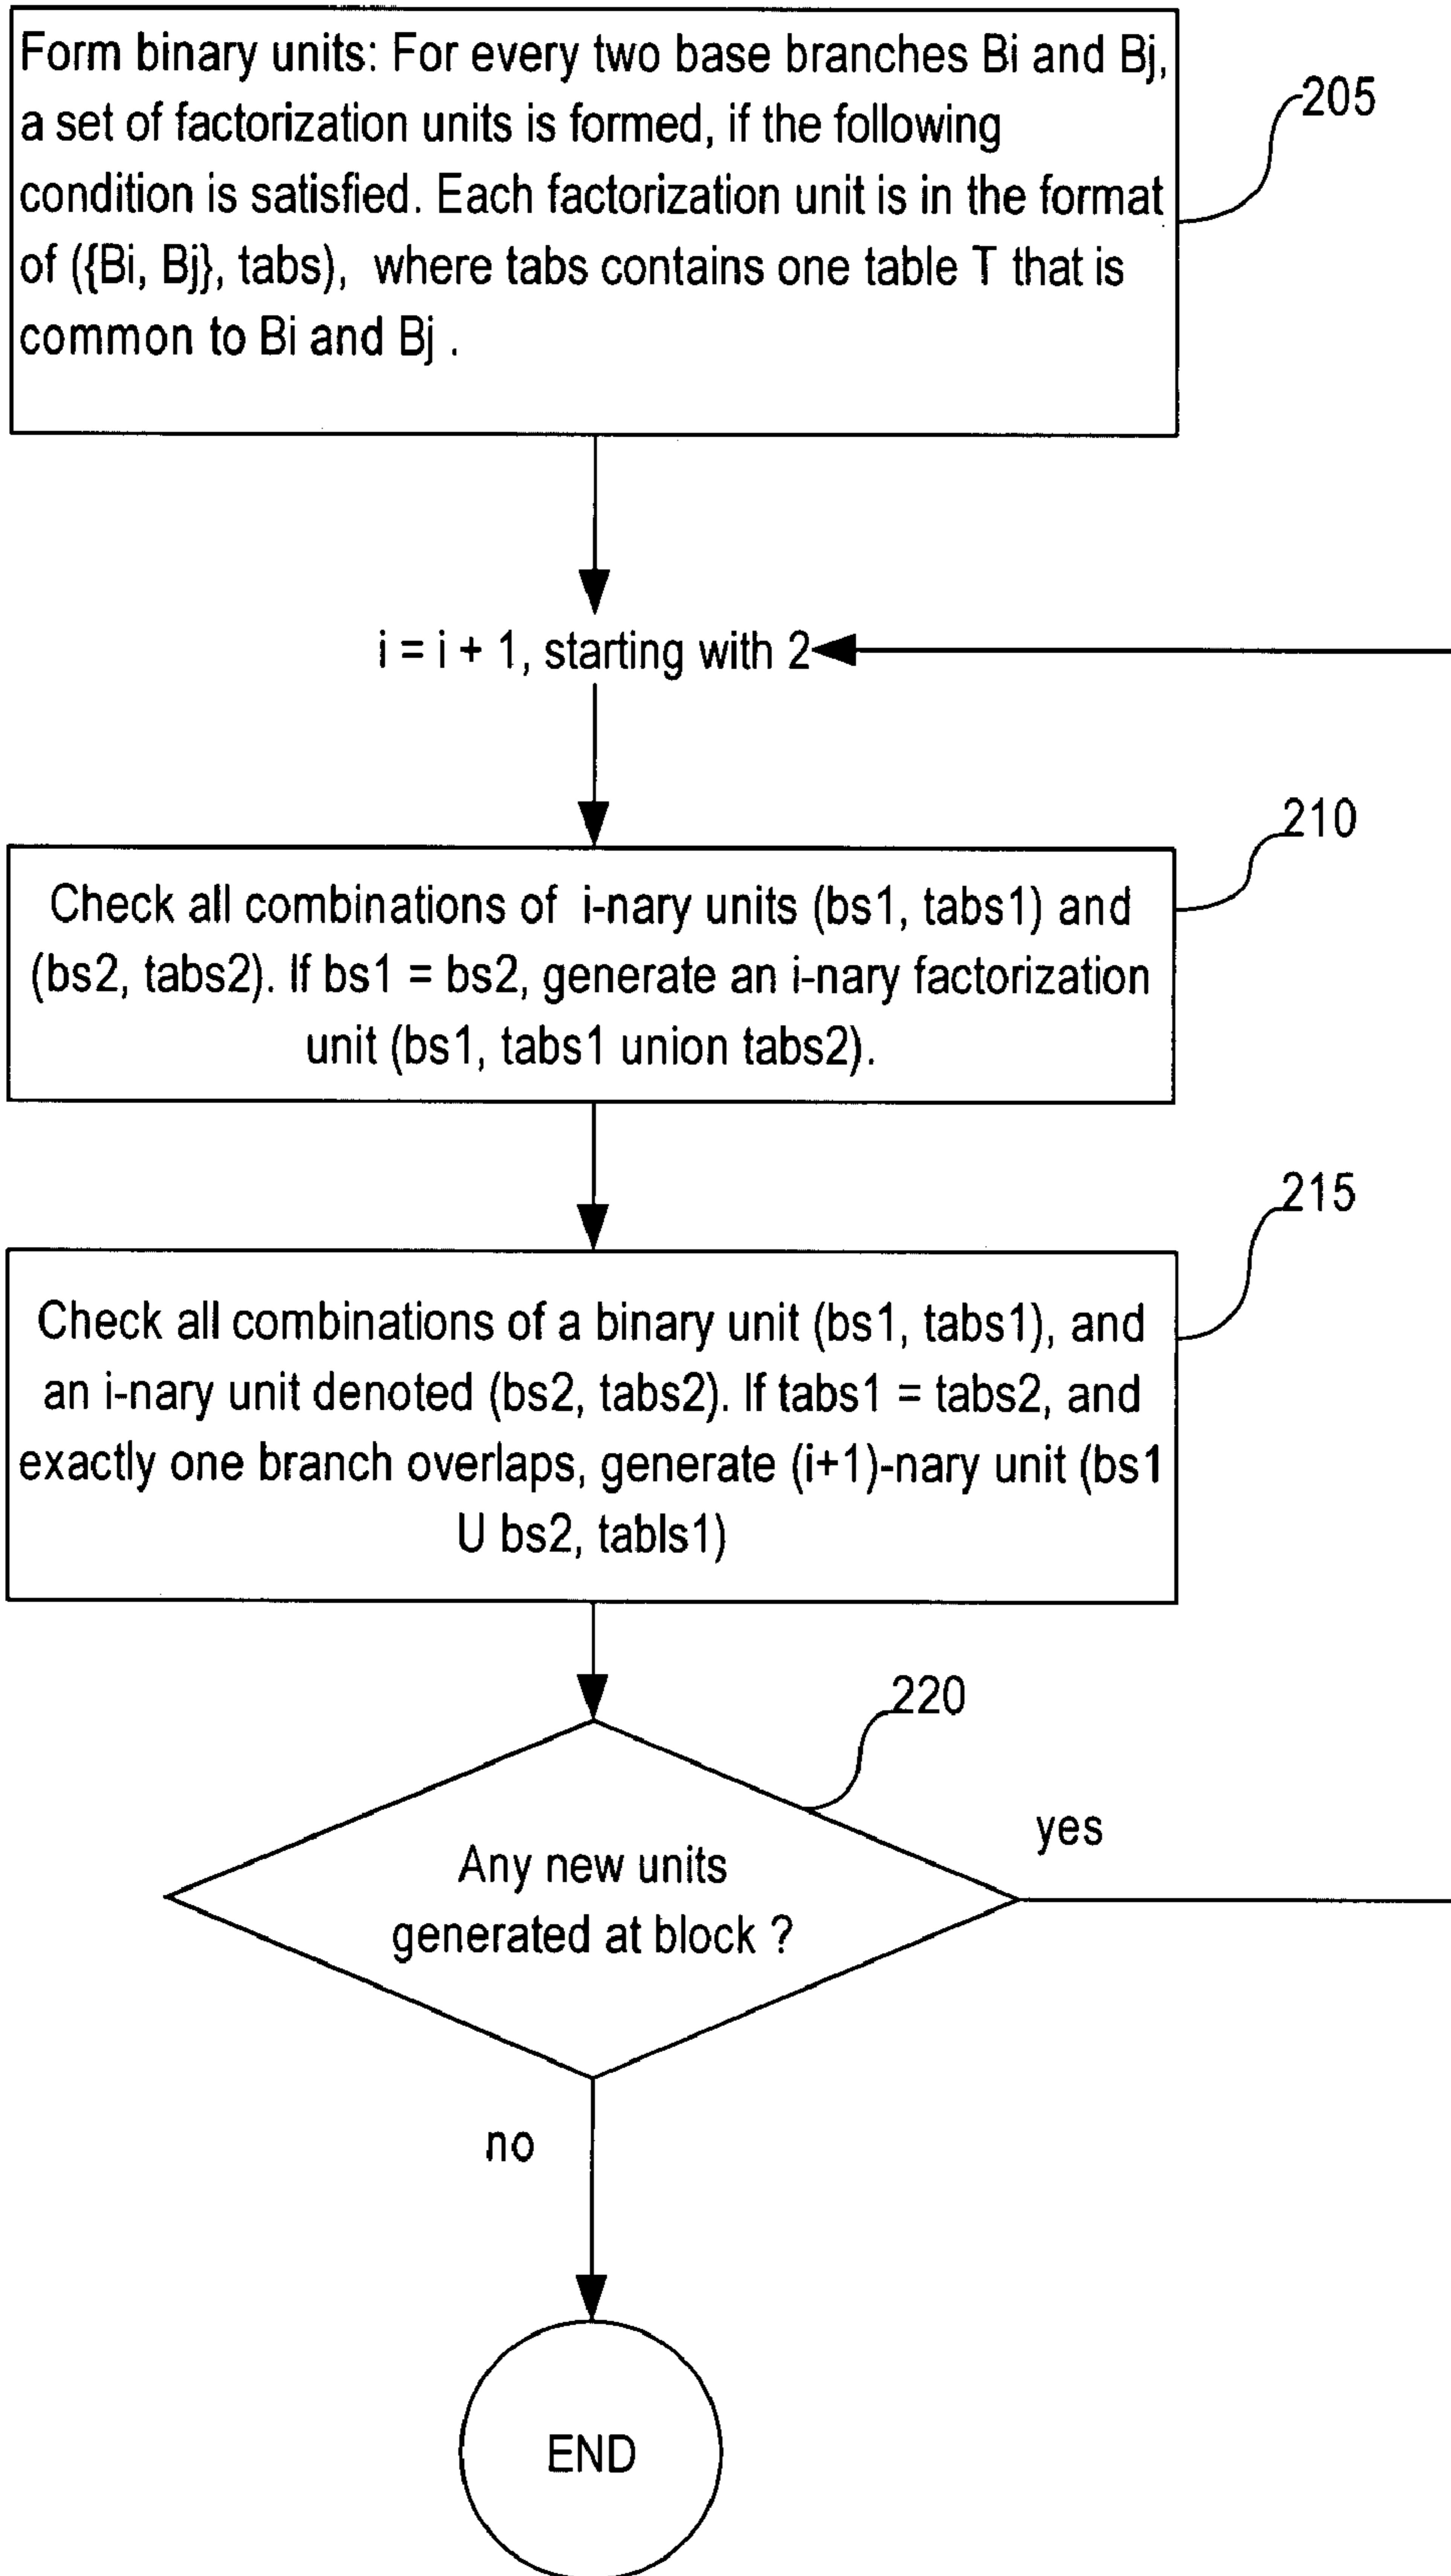 Form binary units: For every two base branches Bi and Bj,
a set of factorization units is formed, if the following
condition is satisfied. Each factorization unit is in the format
of ({Bi, Bj}, tabs), where tabs contains one table T that is
common to Bi and Bj .
205
i = i + 1, starting with 2
210
Check all combinations of i-nary units (bs1, tabs1) and
(bs2, tabs2). If bs1 = bs2, generate an i-nary factorization
unit (bs1, tabs1 union tabs2).
215
Check all combinations of a binary unit (bs1, tabs1), and
an i-nary unit denoted (bs2, tabs2). If tabs1 = tabs2, and
exactly one branch overlaps, generate (i+1)-nary unit (bs1
U bs2, tabls1)
220
Any new units
generated at block ?
yes
no
END